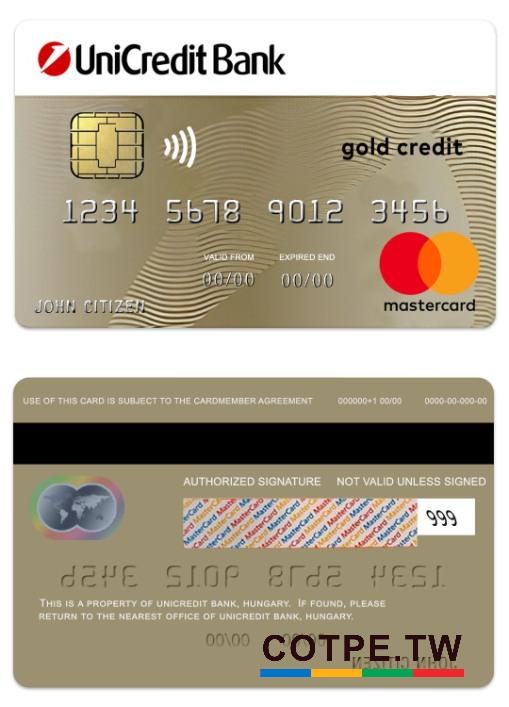 UniCredit Bank
gold credit
1234 5678 9012 3456
VALID FROM EXPIRED END
00/00 00/00
JOHN CITIZEN
mastercard
USE OF THIS CARD IS SUBJECT TO THE CARDMEMBER AGREEMENT 000000+1 00/00 0000-00-000-00
AUTHORIZED SIGNATURE NOT VALID UNLESS SIGNED
MasterCard MasterCard MasterCard
999
THIS IS A PROPERTY OF UNICREDIT BANK, HUNGARY. IF FOUND, PLEASE
RETURN TO THE NEAREST OFFICE OF UNICREDIT BANK, HUNGARY.
COTPE.TW